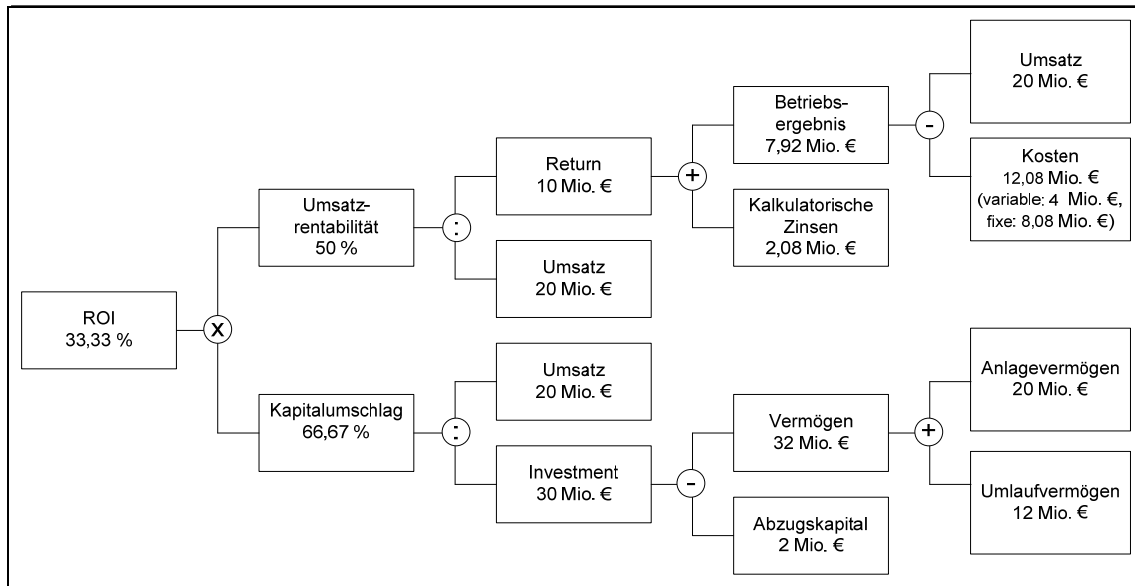 ROI
33,33 %
x
Umsatz-
rentabilität
50 %
Kapitalumschlag
66,67 %
:
Return
10 Mio. €
Umsatz
20 Mio. €
:
Umsatz
20 Mio. €
Investment
30 Mio. €
+
Betriebs-
ergebnis
7,92 Mio. €
Kalkulatorische
Zinsen
2,08 Mio. €
-
Vermögen
32 Mio. €
Abzugskapital
2 Mio. €
-
Umsatz
20 Mio. €
Kosten
12,08 Mio. €
(variable: 4 Mio. €,
fixe: 8,08 Mio. €)
+
Anlagevermögen
20 Mio. €
Umlaufvermögen
12 Mio. €